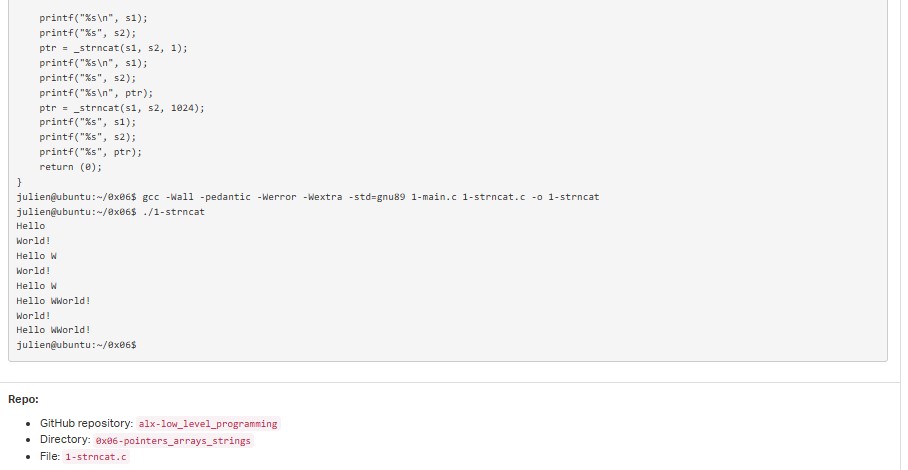 printf("%s\n", s1);
printf("%s", s2);
ptr = _strncat(s1, s2, 1);
printf("%s\n", s1);
printf("%s", s2);
printf("%s\n", ptr);
ptr = _strncat(s1, s2, 1024);
printf("%s", s1);
printf("%s", s2);
printf("%s", ptr);
return (0);
}
julien@ubuntu:~/0x06$ gcc -Wall -pedantic -Werror -Wextra -std=gnu89 1-main.c 1-strncat.c -o 1-strncat
julien@ubuntu:~/0x06$ ./1-strncat
Hello
World!
Hello W
World!
Hello W
Hello WWorld!
World!
Hello WWorld!
julien@ubuntu:~/0x06$
Repo:
• GitHub repository: alx-low_level_programming
• Directory: 0x06-pointers_arrays_strings
• File: 1-strncat.c